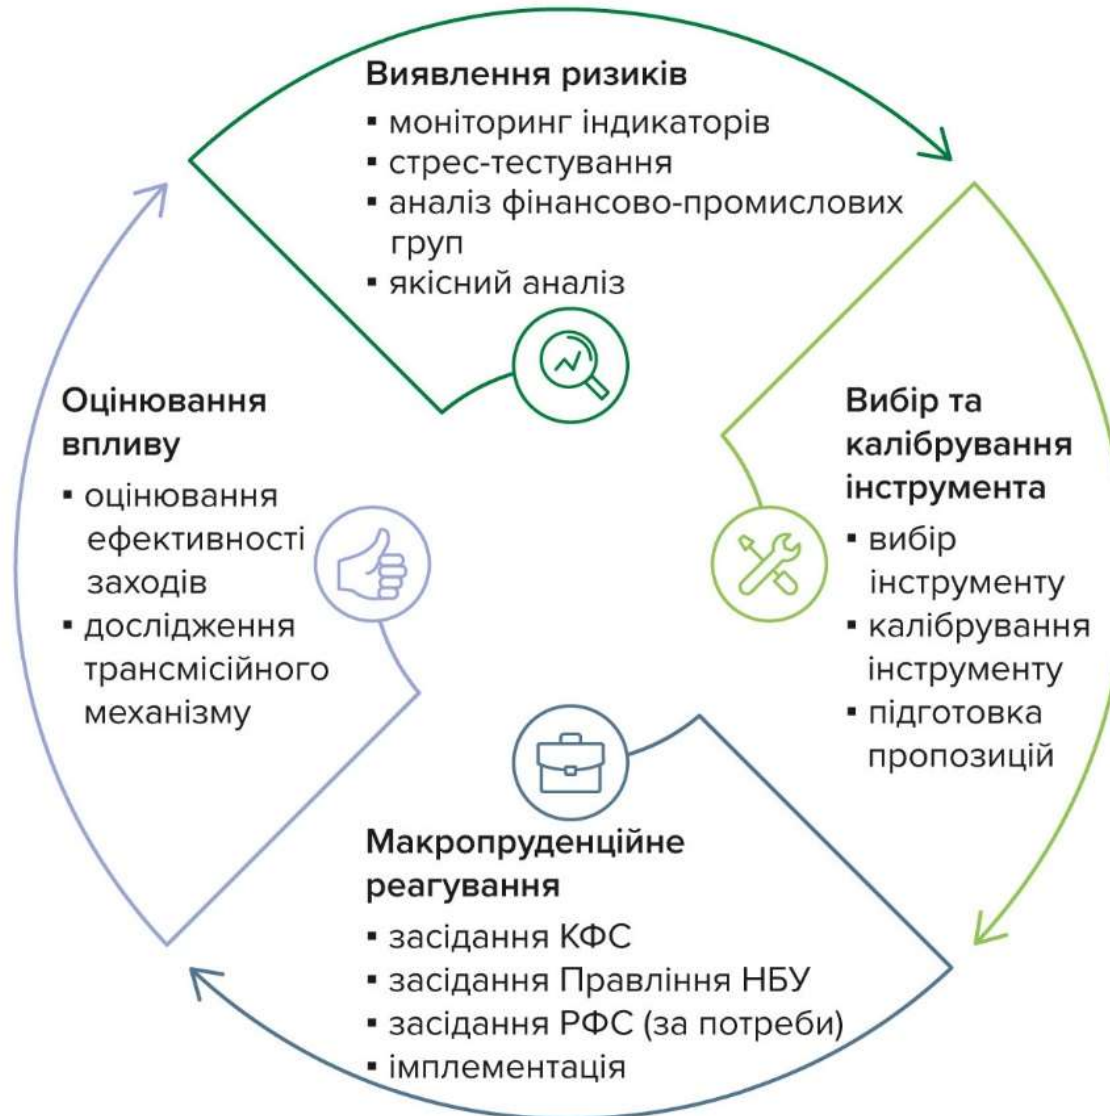 Виявлення ризиків
▪ моніторинг індикаторів
▪ стрес-тестування
▪ аналіз фінансово-промислових
груп
▪ якісний аналіз
Вибір та
калібрування
інструмента
▪ вибір
інструменту
▪ калібрування
інструменту
▪ підготовка
пропозицій
Макропруденційне
реагування
▪ засідання КФС
▪ засідання Правління НБУ
▪ засідання РФС (за потреби)
▪ імплементація
Оцінювання
впливу
▪ оцінювання
ефективності
заходів
▪ дослідження
трансмісійного
механізму